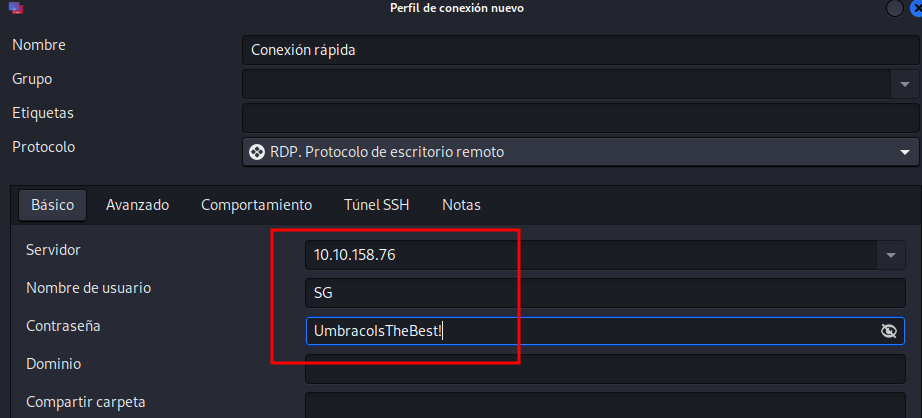 Perfil de conexión nuevo
Nombre
Conexión rápida
Grupo
Etiquetas
Protocolo
RDP. Protocolo de escritorio remoto
Básico Avanzado Comportamiento Túnel SSH Notas
Servidor
10.10.158.76
Nombre de usuario
SG
Contraseña
UmbracoIsTheBest!
Dominio
Compartir carpeta